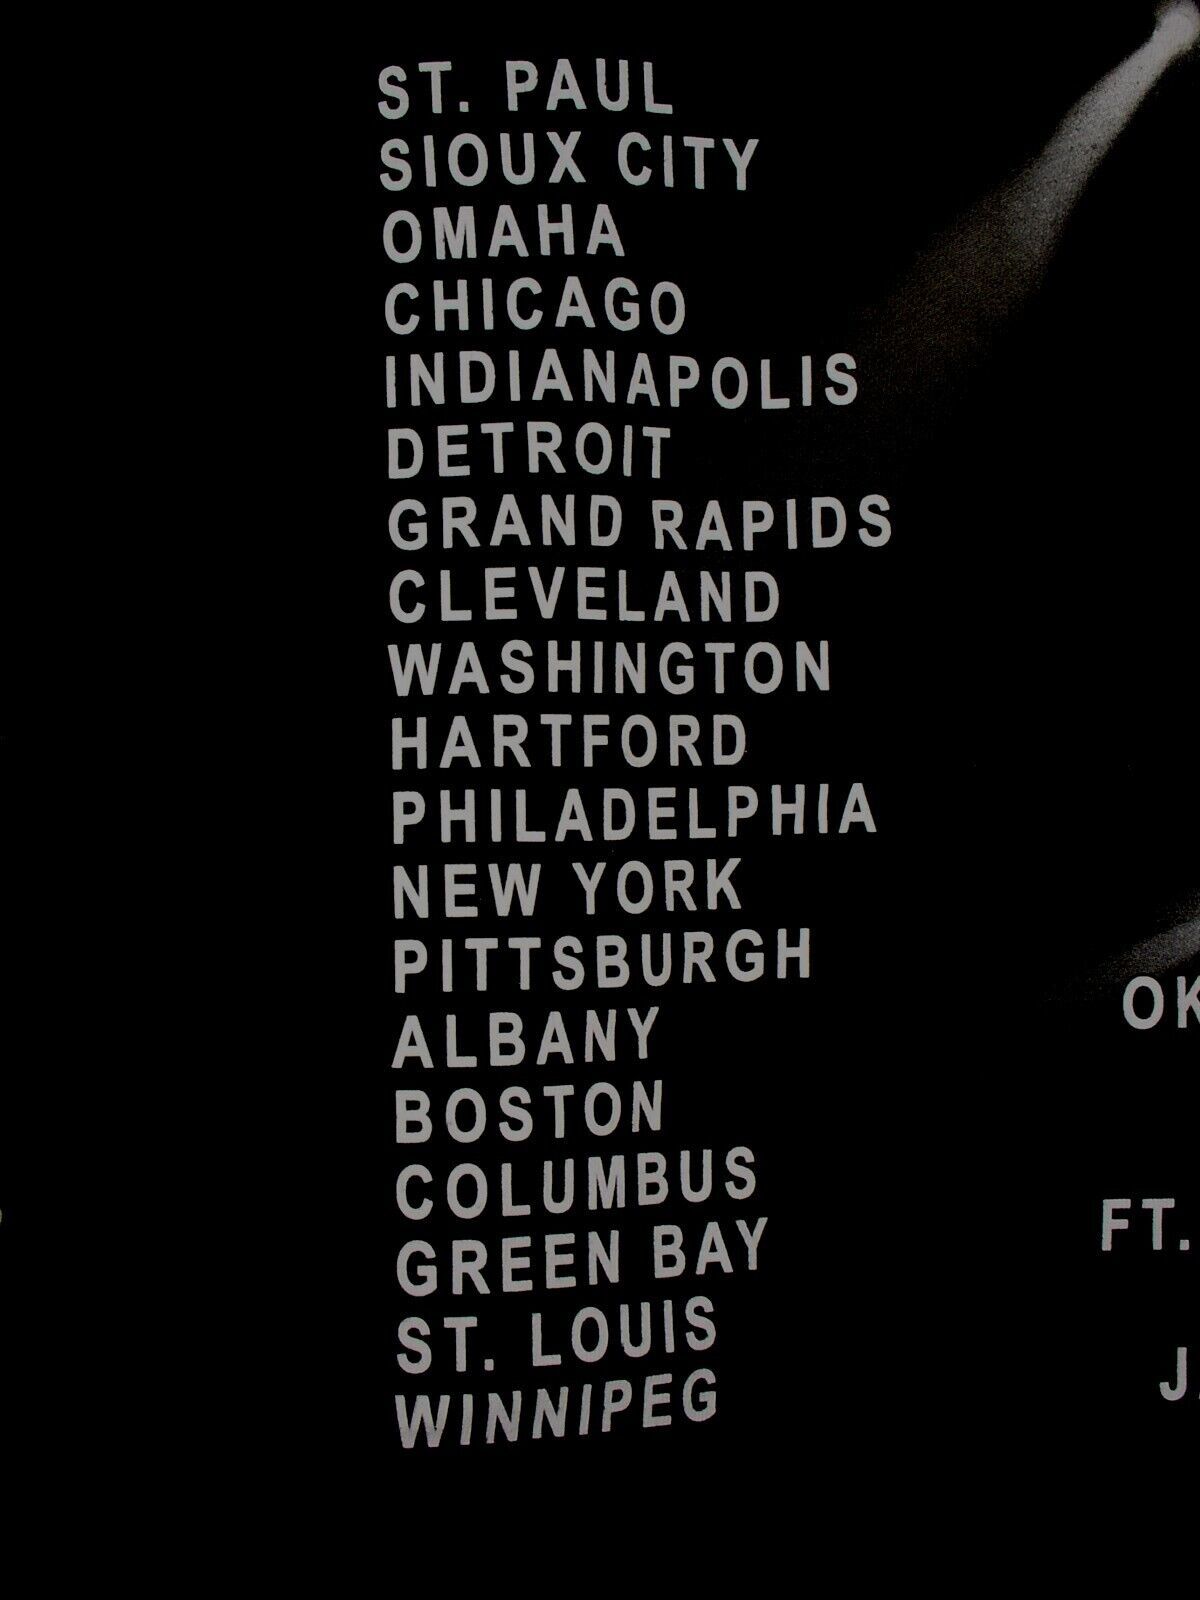 ST. PAUL
SIOUX CITY
OMAHA
CHICAGO
INDIANAPOLIS
DETROIT
GRAND RAPIDS
CLEVELAND
WASHINGTON
HARTFORD
PHILADELPHIA
NEW YORK
PITTSBURGH
ALBANY
BOSTON
COLUMBUS
GREEN BAY
ST. LOUIS
WINNIPEG
FT.